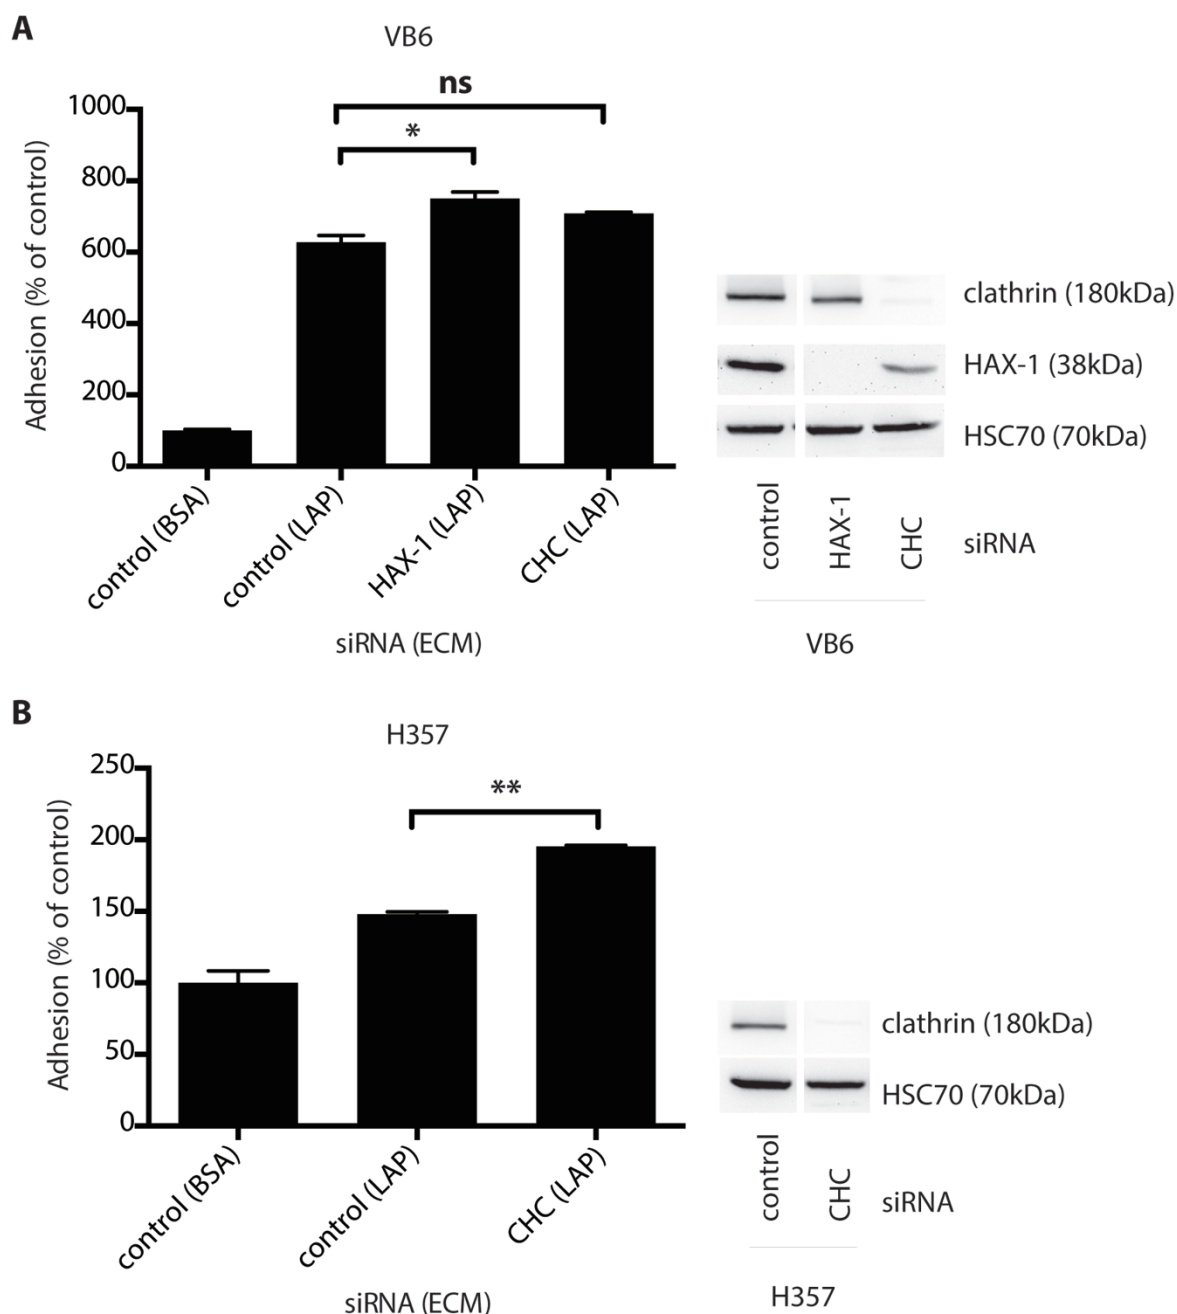 A
VB6
ns
*
1000
800
600
400
200
0
Adhesion (% of control)
control (BSA)
control (LAP)
HAX-1 (LAP)
CHC (LAP)
siRNA (ECM)
clathrin (180kDa)
HAX-1 (38kDa)
HSC70 (70kDa)
control
HAX-1
CHC
siRNA
VB6
B
H357
**
250
200
150
100
50
0
Adhesion (% of control)
control (BSA)
control (LAP)
CHC (LAP)
siRNA (ECM)
clathrin (180kDa)
HSC70 (70kDa)
control
CHC
siRNA
H357